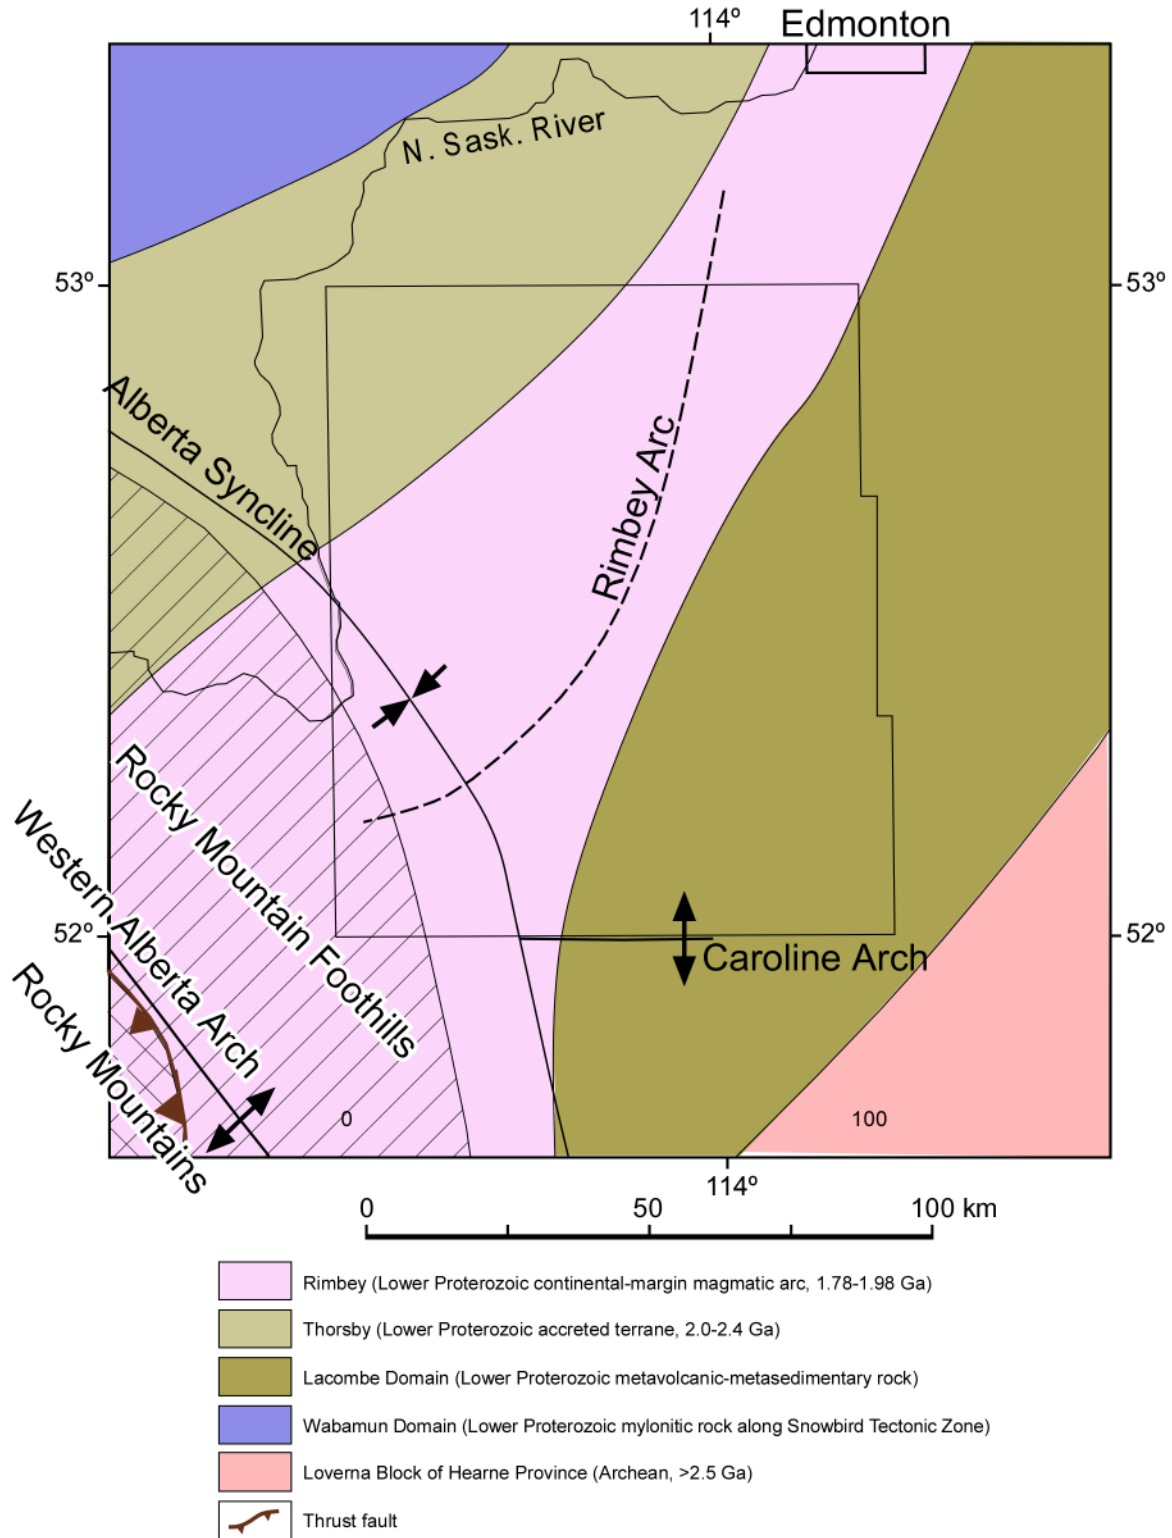 114º
Edmonton
N. Sask. River
53º
53º
Alberta Syncline
Rimbey Arc
Rocky Mountain Foothills
Western Alberta Arch
52º
52º
Caroline Arch
Rocky Mountains
0
100
114º
0 50 100 km
Rimbey (Lower Proterozoic continental-margin magmatic arc, 1.78-1.98 Ga)
Thorsby (Lower Proterozoic accreted terrane, 2.0-2.4 Ga)
Lacombe Domain (Lower Proterozoic metavolcanic-metasedimentary rock)
Wabamun Domain (Lower Proterozoic mylonitic rock along Snowbird Tectonic Zone)
Loverna Block of Hearne Province (Archean, >2.5 Ga)
Thrust fault